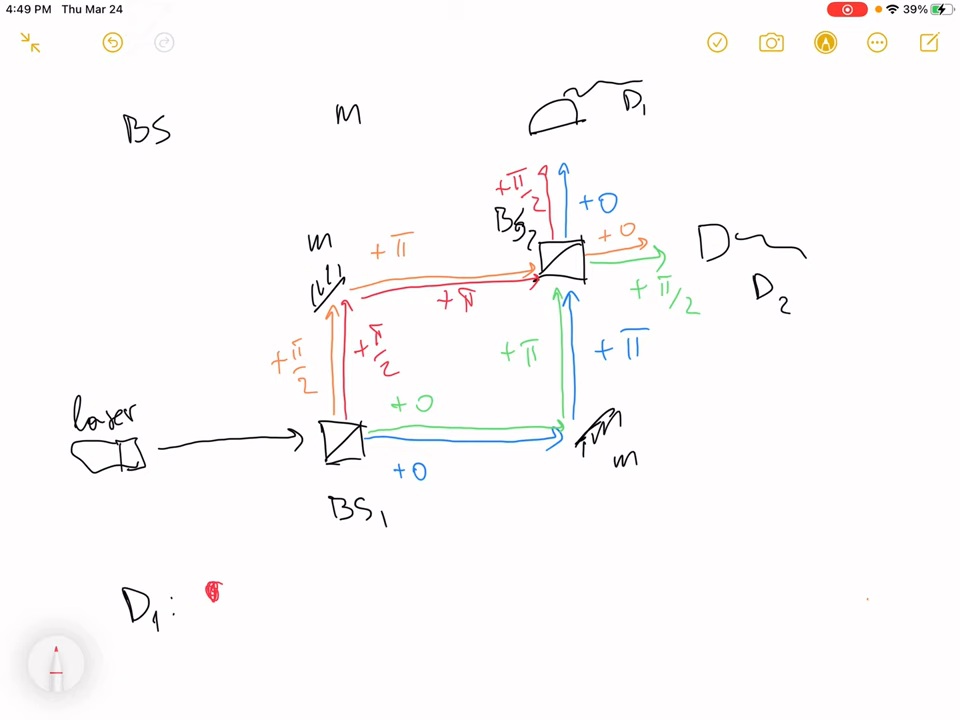 4:49 PM Thu Mar 24
39%
BS
M
D₁
+π/2
+0
BS₂
m
+π
+0
D₂
+π
+π/2
+π/2
+π/2
+π
+π
+0
laser
+0
m
BS₁
D₁: